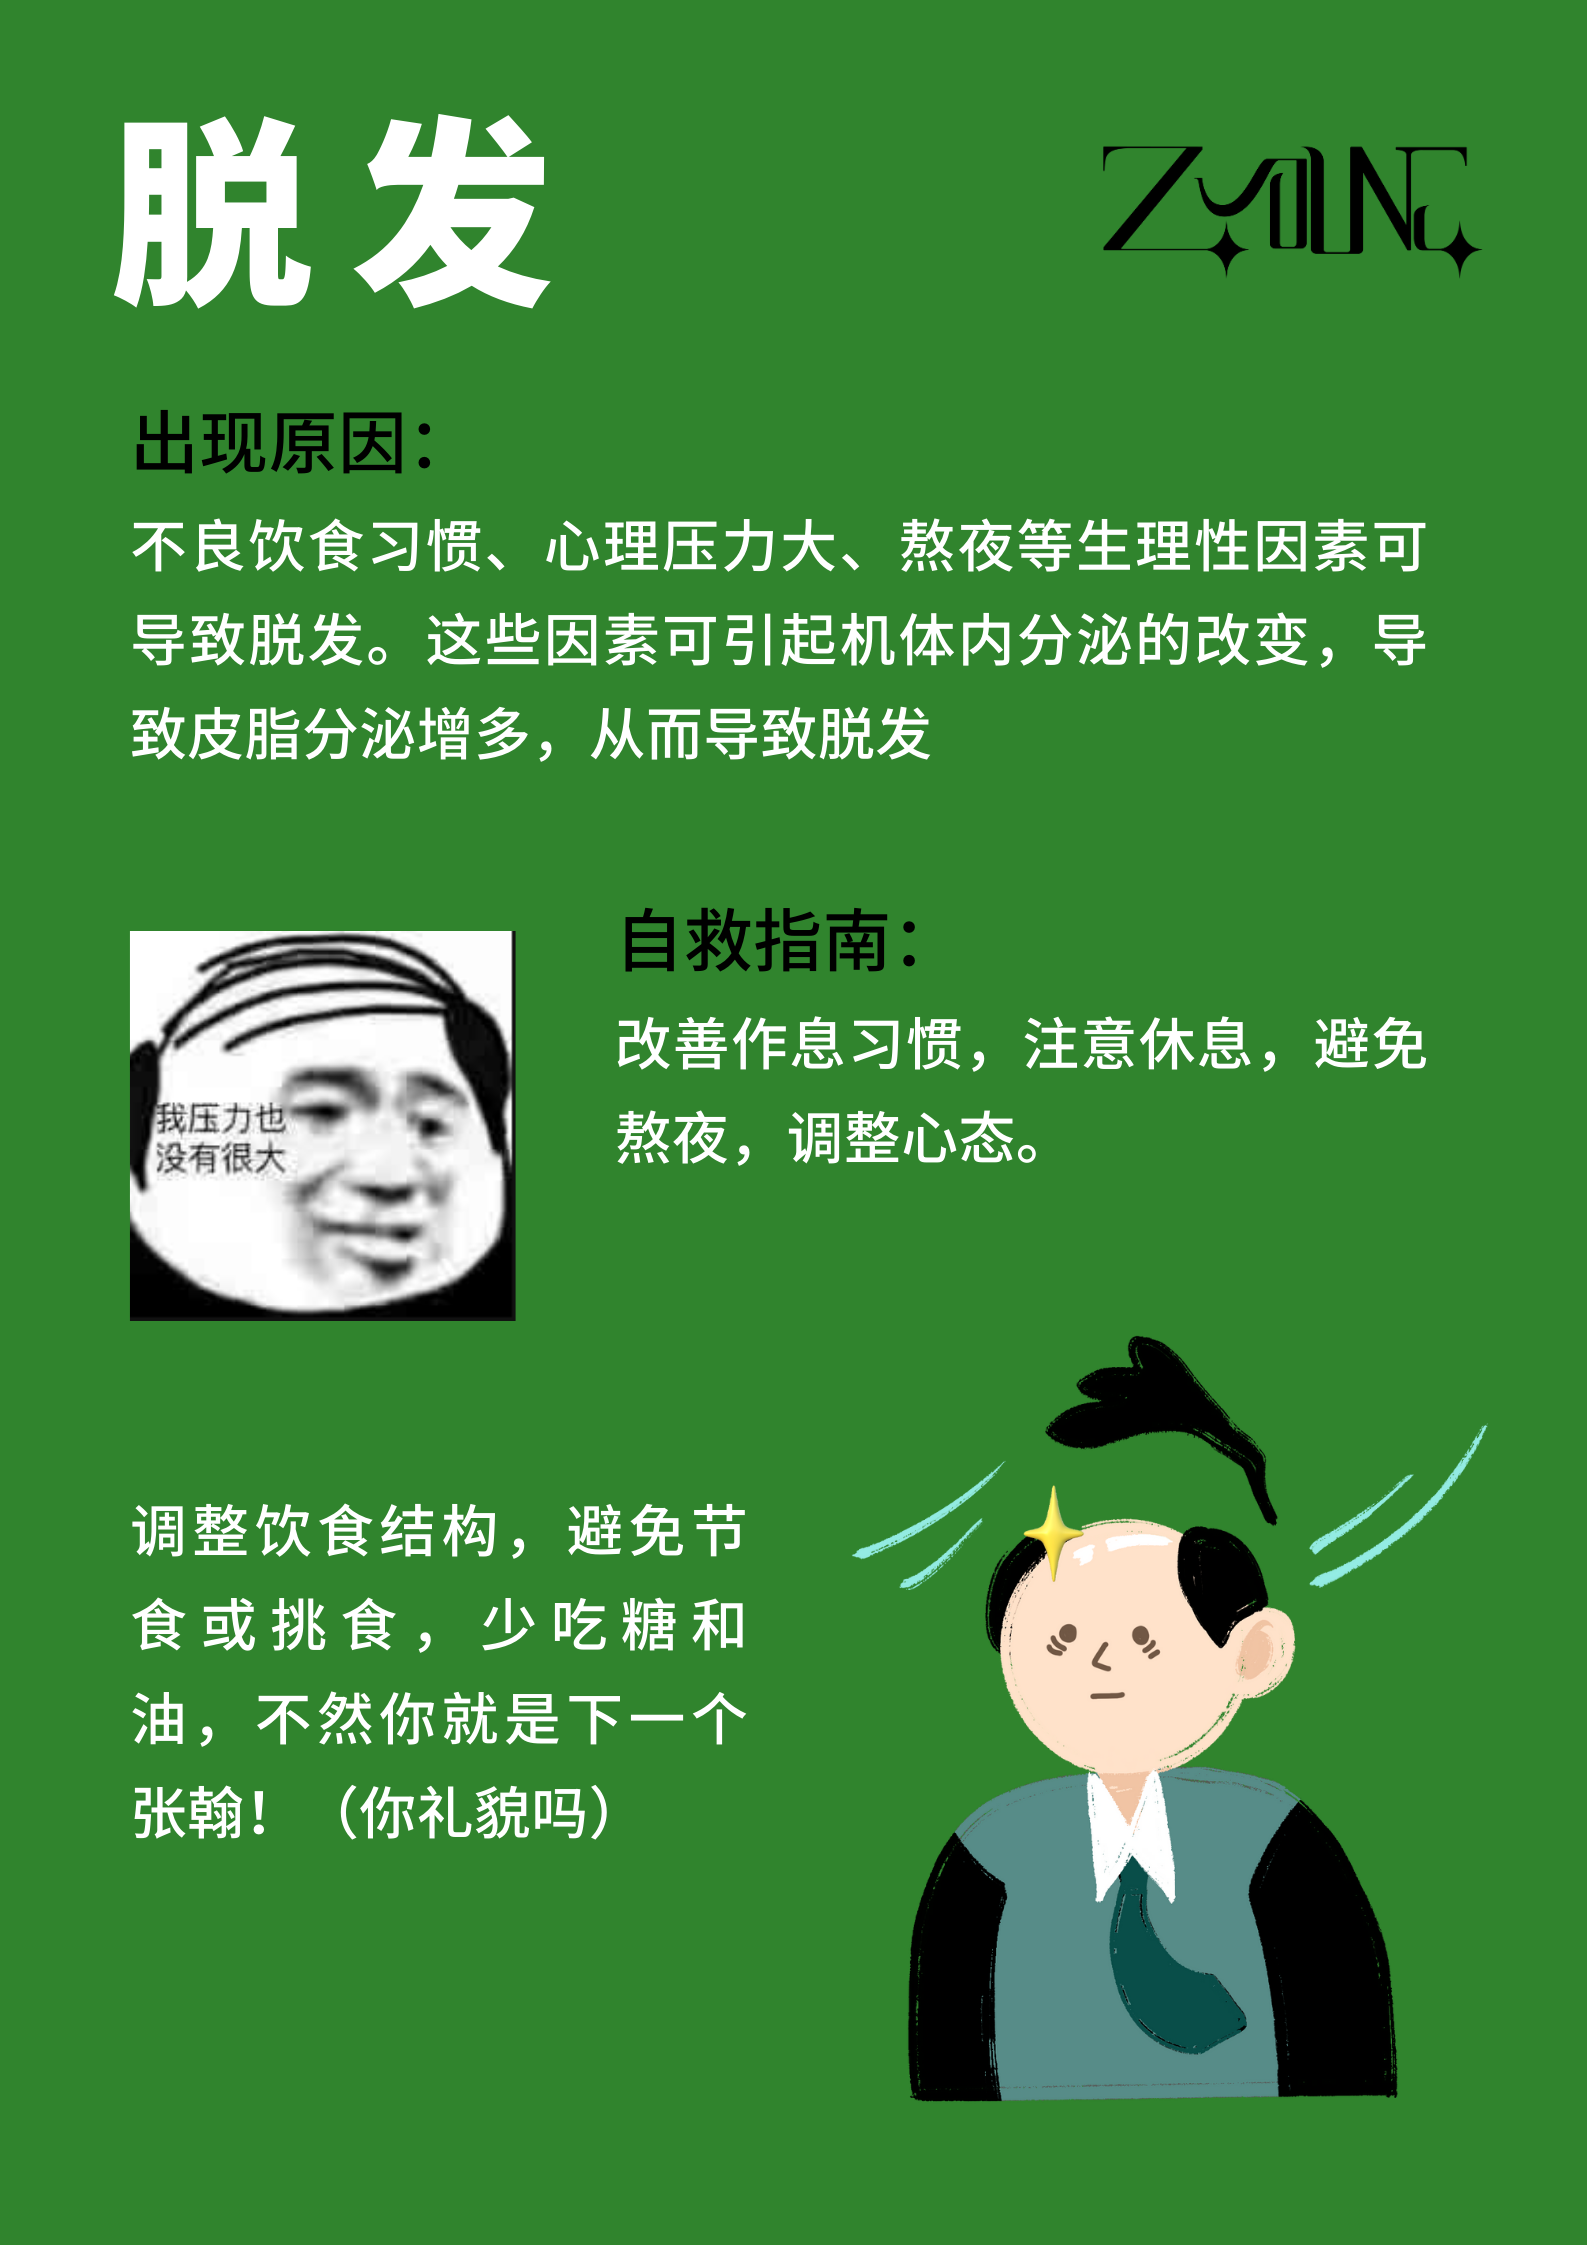 脱发
ZYOUNG
出现原因：
不良饮食习惯、心理压力大、熬夜等生理性因素可
导致脱发。这些因素可引起机体内分泌的改变，导
致皮脂分泌增多，从而导致脱发
自救指南：
改善作息习惯，注意休息，避免
熬夜，调整心态。
我压力也
没有很大
调整饮食结构，避免节
食或挑食，少吃糖和
油，不然你就是下一个
张翰！（你礼貌吗）